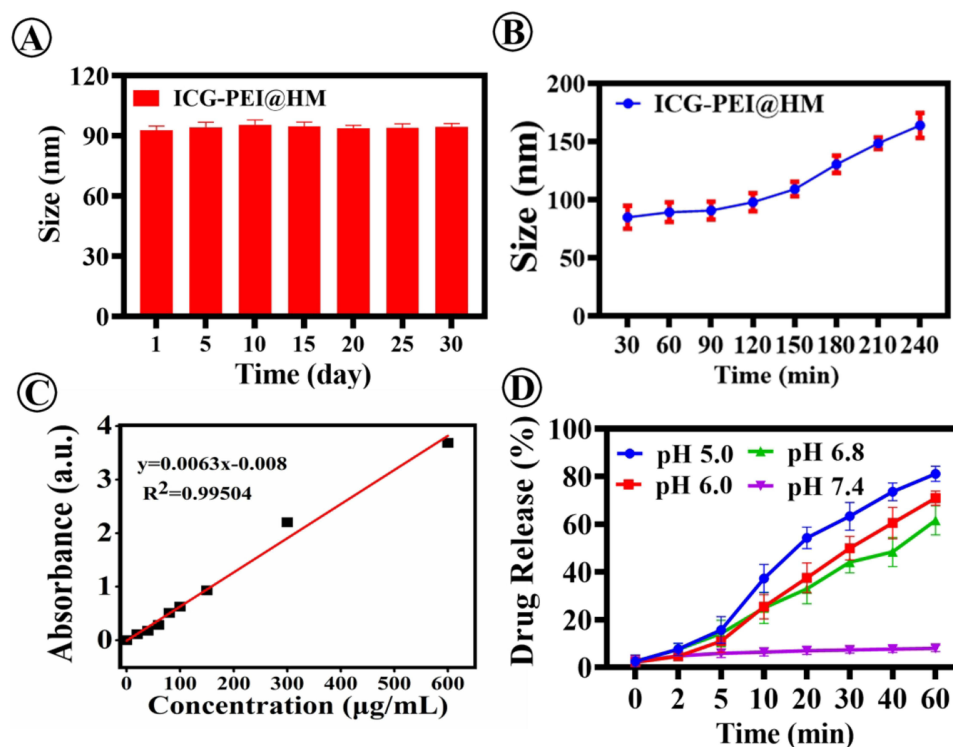 A
120
90
60
30
0
Size (nm)
ICG-PEI@HM
1 5 10 15 20 25 30
Time (day)
B
200
150
100
50
0
Size (nm)
ICG-PEI@HM
30 60 90 120 150 180 210 240
Time (min)
C
4
3
2
1
0
Absorbance (a.u.)
y=0.0063x-0.008
R²=0.99504
0 100 200 300 400 500 600
Concentration (µg/mL)
D
100
80
60
40
20
0
Drug Release (%)
pH 5.0 pH 6.8
pH 6.0 pH 7.4
0 2 5 10 20 30 40 60
Time (min)